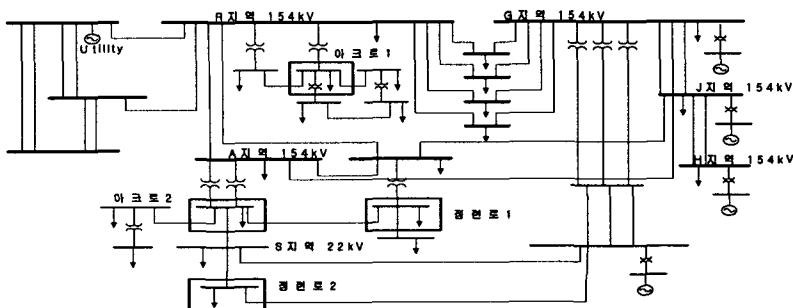 R지역 154kV
G지역 154kV
Utility
아크로1
J지역 154kV
A지역 154kV
H지역 154kV
아크로2
정련로1
S지역 22kV
정련로2